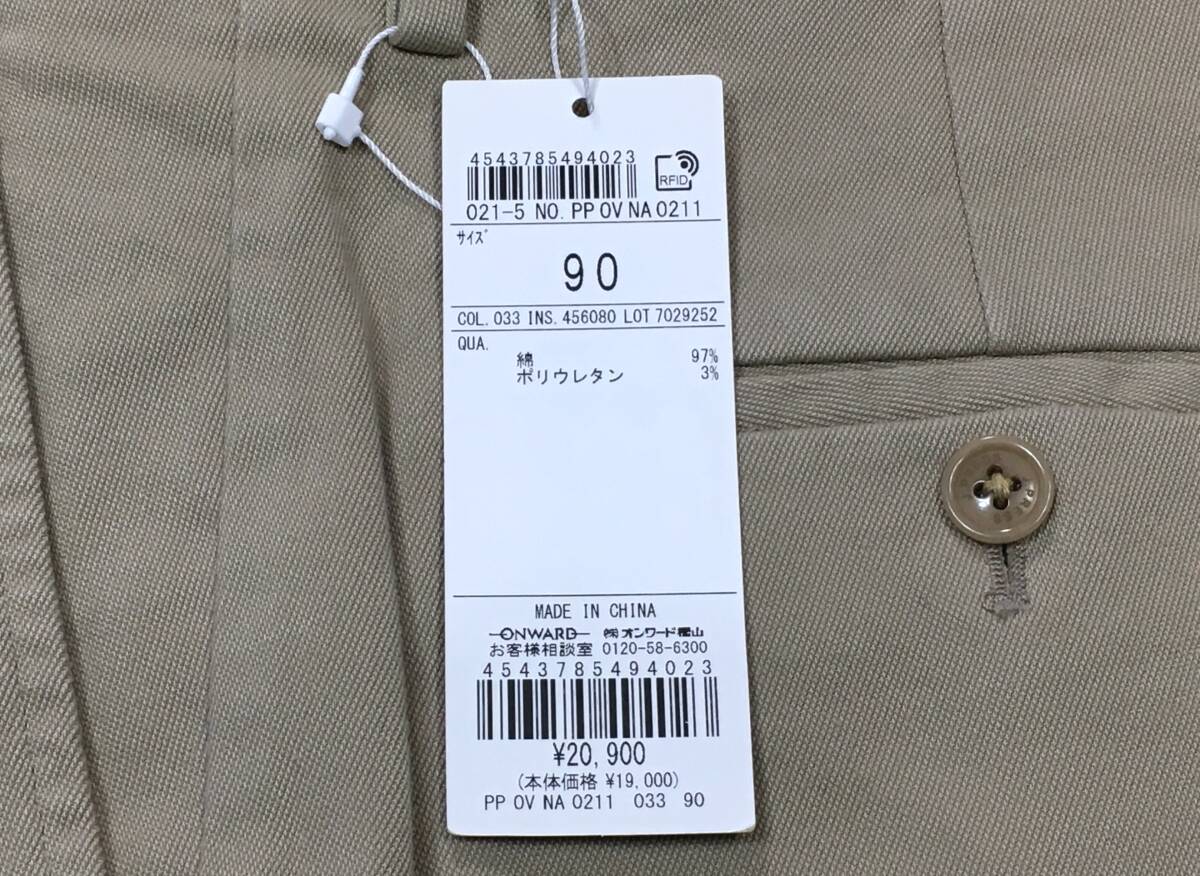 4543785494023
RFID
021-5 NO. PP OV NA 0211
サイズ
90
COL. 033 INS. 456080 LOT 7029252
QUA.
綿 97%
ポリウレタン 3%
MADE IN CHINA
ONWARD ㈱オンワード樫山
お客様相談室 0120-58-6300
4543785494023
¥20,900
(本体価格 ¥19,000)
PP OV NA 0211 033 90
PRESS